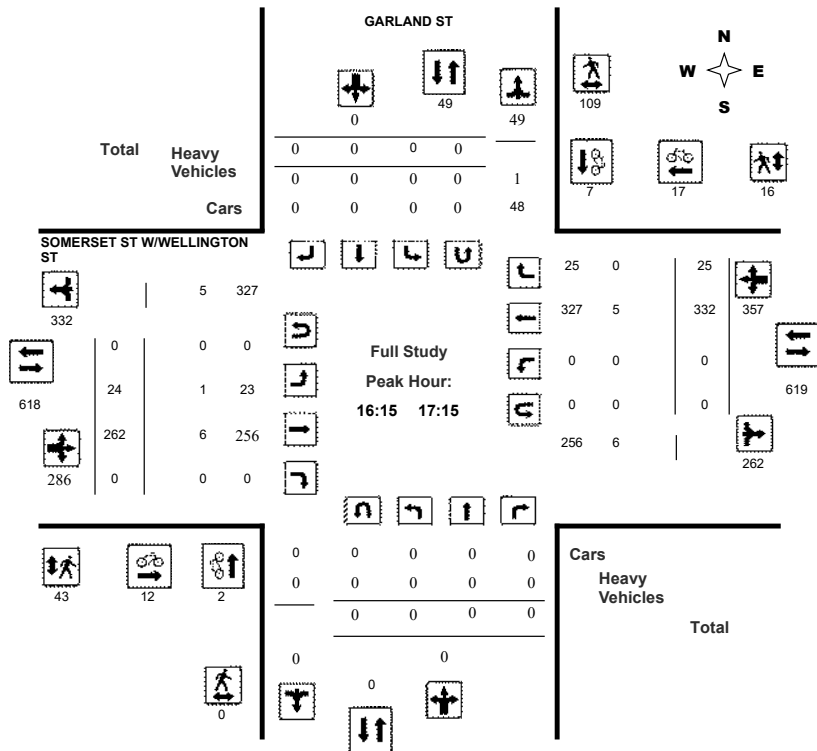 GARLAND ST
N
W E
S
49
109
0 49
Total Heavy Vehicles
0 0 0 0
0 0 0 0 1
Cars 0 0 0 0 48
7 17 16
SOMERSET ST W/WELLINGTON
ST
5 327
332
25 0 25
327 5 332 357
0 0 0
0 0 0
256 6
262
619
0 0 0
24 1 23
618
262 6 256
286 0 0 0
Full Study
Peak Hour:
16:15 17:15
43 12 2
0
0 0 0 0 0 Cars
0 0 0 0 0 Heavy
Vehicles
0 0 0 0
Total
0 0
0